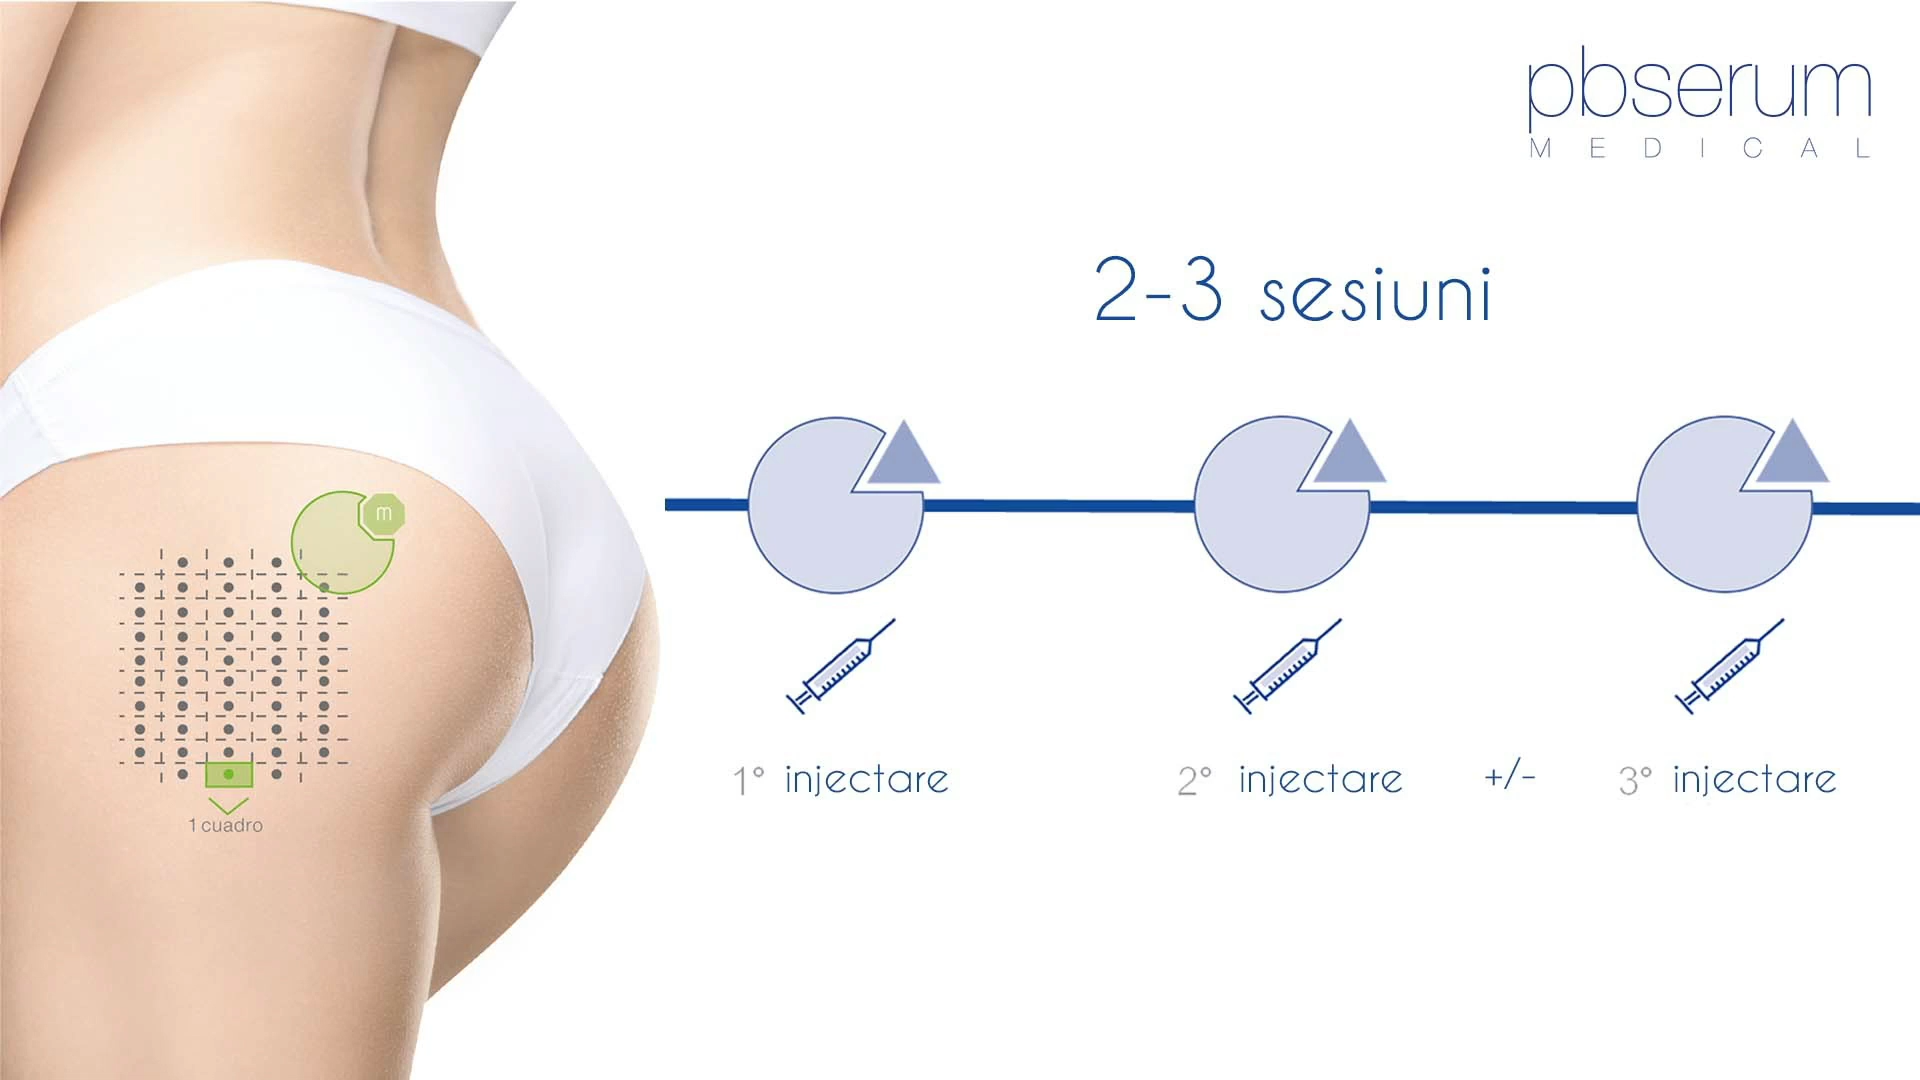 pbserum
MEDICAL
2-3 sesiuni
m
1° injectare
2° injectare
+/-
3° injectare
1 cuadro